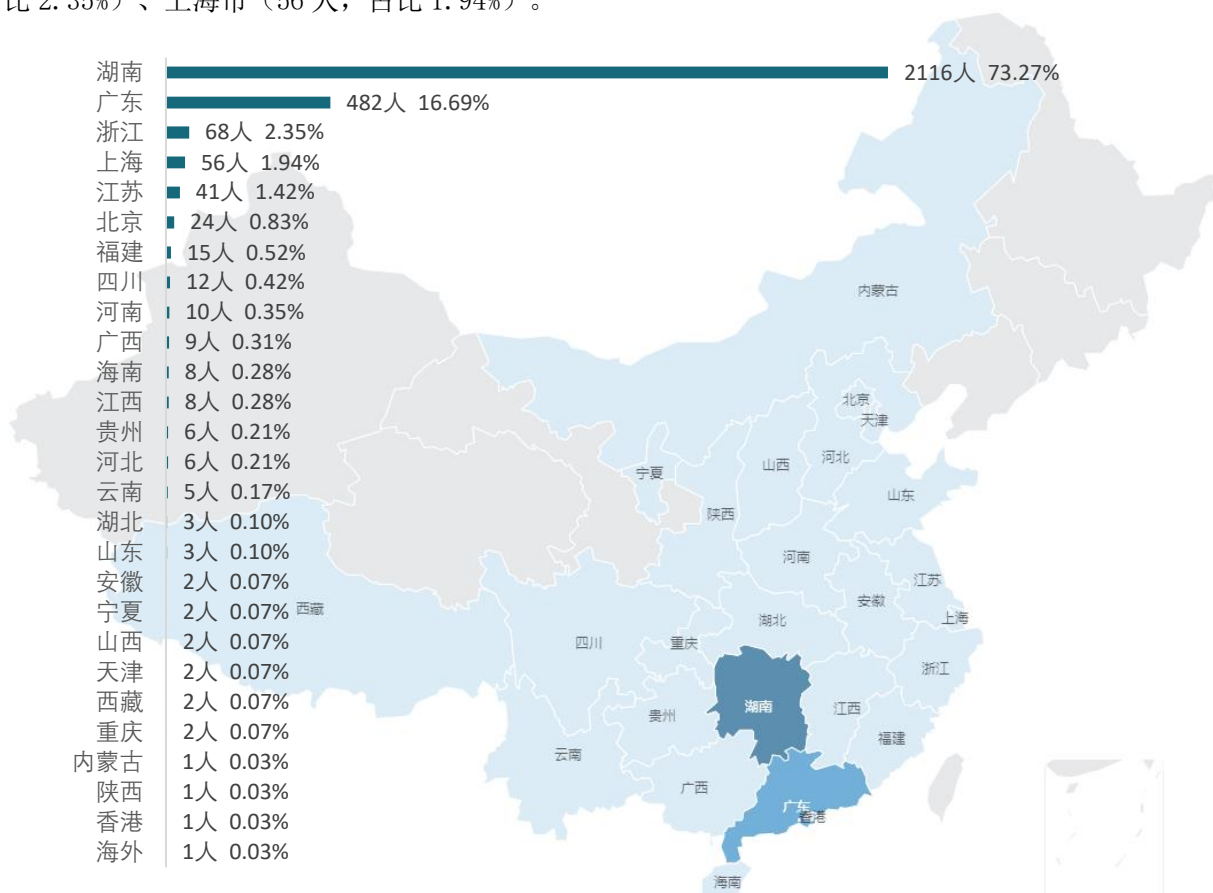 比 2.35%）、上海市（56 人，占比 1.94%）。
湖南 2116人 73.27%
广东 482人 16.69%
浙江 68人 2.35%
上海 56人 1.94%
江苏 41人 1.42%
北京 24人 0.83%
福建 15人 0.52%
四川 12人 0.42%
河南 10人 0.35%
广西 9人 0.31%
海南 8人 0.28%
江西 8人 0.28%
贵州 6人 0.21%
河北 6人 0.21%
云南 5人 0.17%
湖北 3人 0.10%
山东 3人 0.10%
安徽 2人 0.07%
宁夏 2人 0.07%
山西 2人 0.07%
天津 2人 0.07%
西藏 2人 0.07%
重庆 2人 0.07%
内蒙古 1人 0.03%
陕西 1人 0.03%
香港 1人 0.03%
海外 1人 0.03%
内蒙古
北京
天津
河北
山西
宁夏
山东
陕西
河南
江苏
安徽
西藏
湖北
上海
四川
重庆
浙江
湖南
江西
贵州
福建
云南
广西
广东
香港
海南